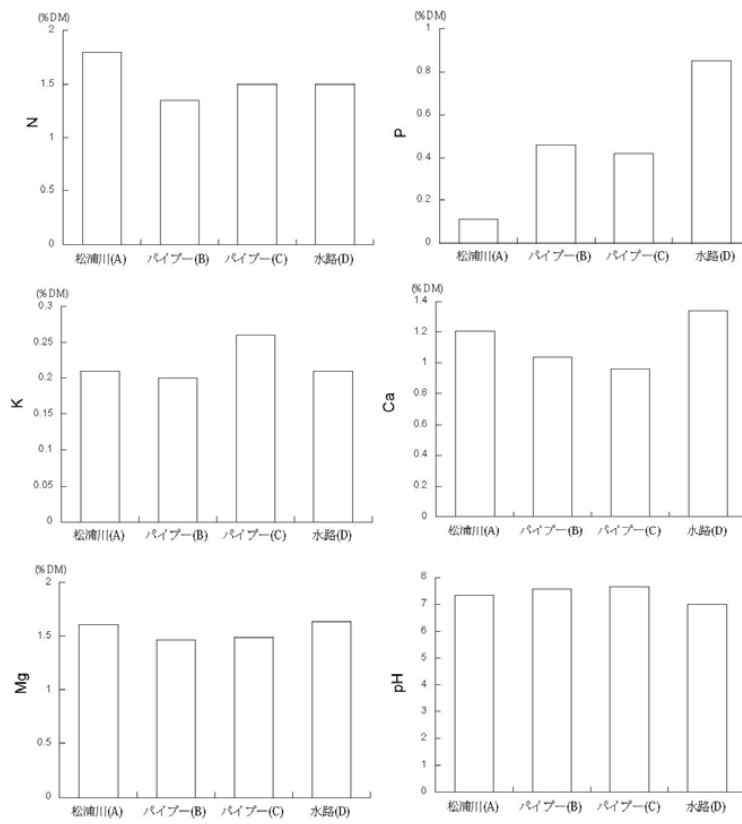 (%DM)
2
1.5
1
0.5
0
N
松浦川(A)
パイプー(B)
パイプー(C)
水路(D)
(%DM)
1
0.8
0.6
0.4
0.2
0
P
松浦川(A)
パイプー(B)
パイプー(C)
水路(D)
(%DM)
0.3
0.25
0.2
0.15
0.1
0.05
0
K
松浦川(A)
パイプー(B)
パイプー(C)
水路(D)
(%DM)
1.4
1.2
1
0.8
0.6
0.4
0.2
0
Ca
松浦川(A)
パイプー(B)
パイプー(C)
水路(D)
(%DM)
2
1.5
1
0.5
0
Mg
松浦川(A)
パイプー(B)
パイプー(C)
水路(D)
8
7
6
5
4
3
2
1
0
pH
松浦川(A)
パイプー(B)
パイプー(C)
水路(D)